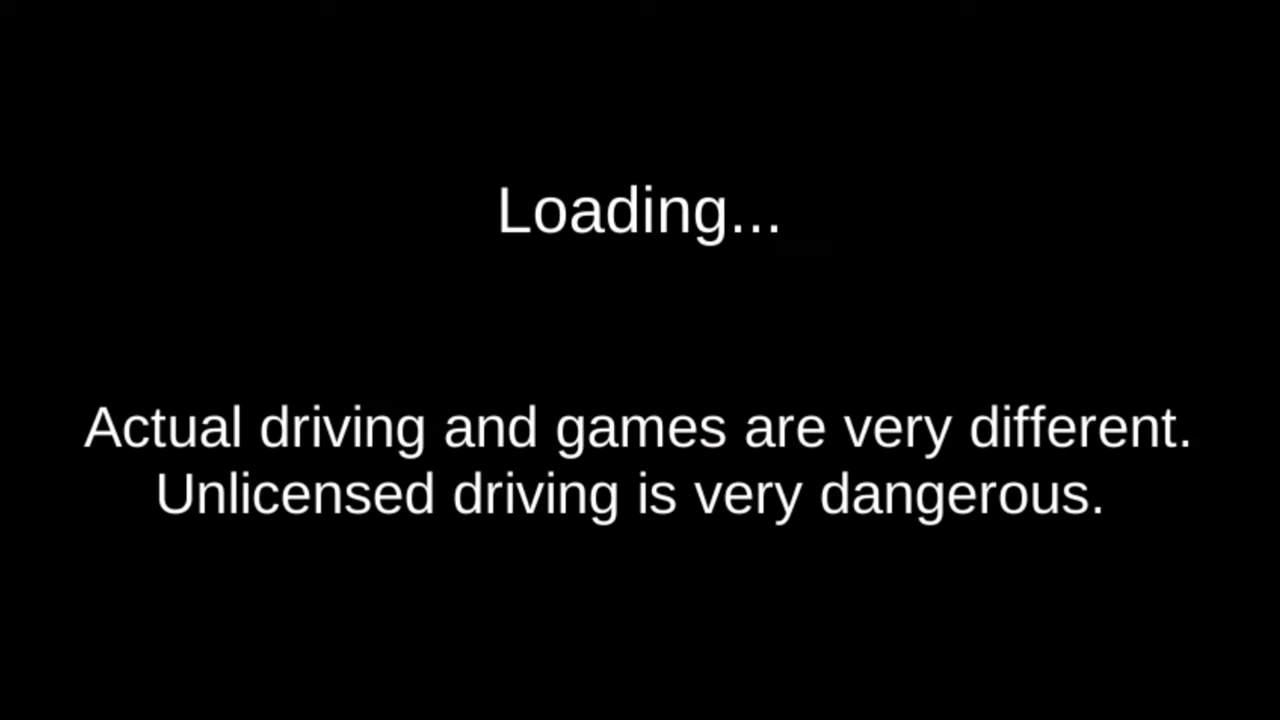 Loading...
Actual driving and games are very different.
Unlicensed driving is very dangerous.